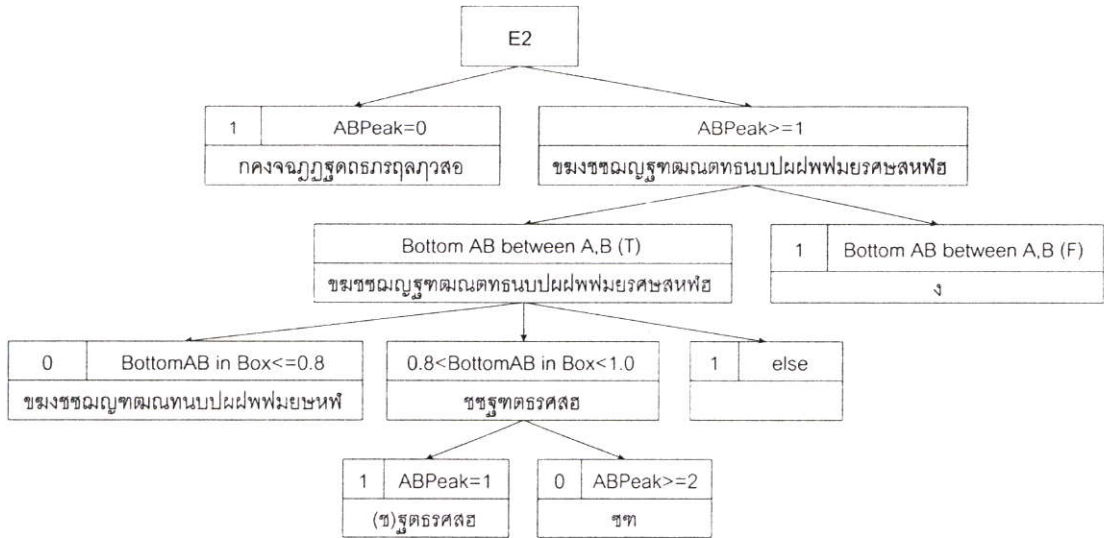 E2
1 ABPeak=0
ABPeak>=1
กคงจฉฎฏฐดถธภรฤลฦวสอ
ขฆงชซฌญฐฑฒณตทธนบปผฝพฟมยรศษสหฬฮ
Bottom AB between A,B (T)
1 Bottom AB between A,B (F)
ขฆชซฌญฐฑฒณตทธนบปผฝพฟมยรศษสหฬฮ
ง
0 BottomAB in Box<=0.8
0.8<BottomAB in Box<1.0
1 else
ขฆงชซฌญฑฒณทนบปผฝพฟมยษหฬ
ชซฐฑตธรศสฮ
1 ABPeak=1
0 ABPeak>=2
(ช)ฐตธรศสฮ
ซฑ